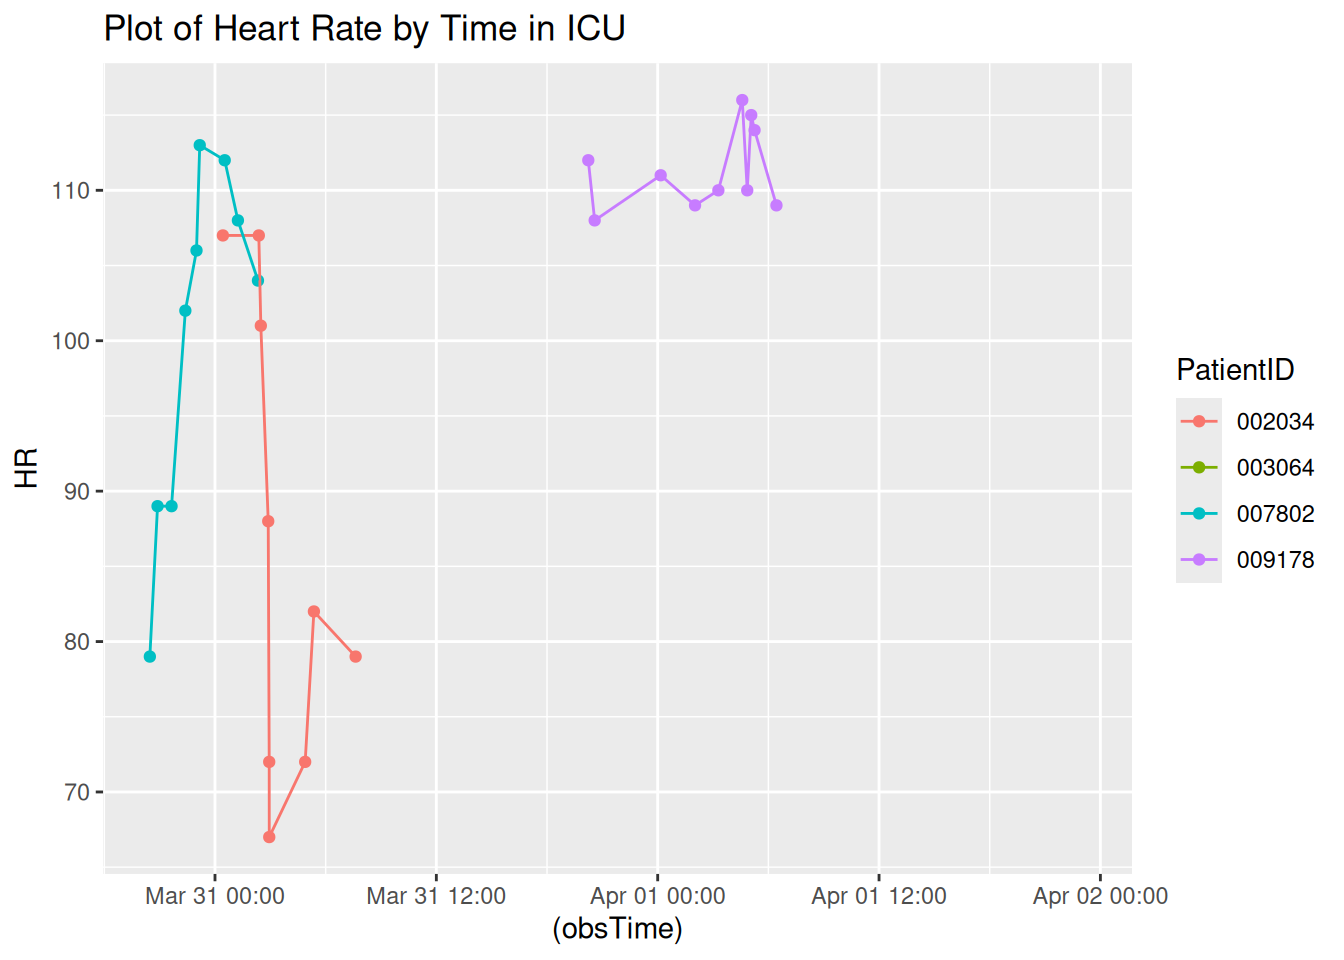 Plot of Heart Rate by Time in ICU
110
100
90
80
70
HR
Mar 31 00:00
Mar 31 12:00
Apr 01 00:00
Apr 01 12:00
Apr 02 00:00
(obsTime)
PatientID
002034
003064
007802
009178